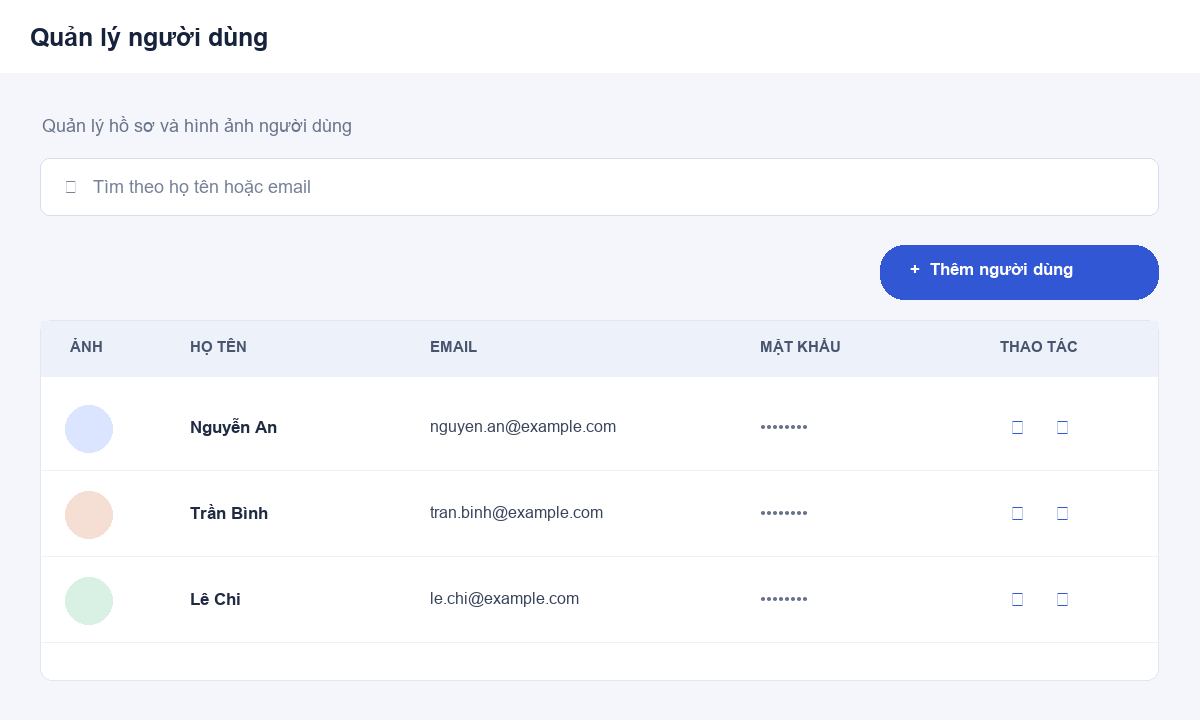 Quản lý người dùng
Quản lý hồ sơ và hình ảnh người dùng
Tìm theo họ tên hoặc email
+ Thêm người dùng
ẢNH HỌ TÊN EMAIL MẬT KHẨU THAO TÁC
Nguyễn An nguyen.an@example.com ••••••••
Trần Bình tran.binh@example.com ••••••••
Lê Chi le.chi@example.com ••••••••